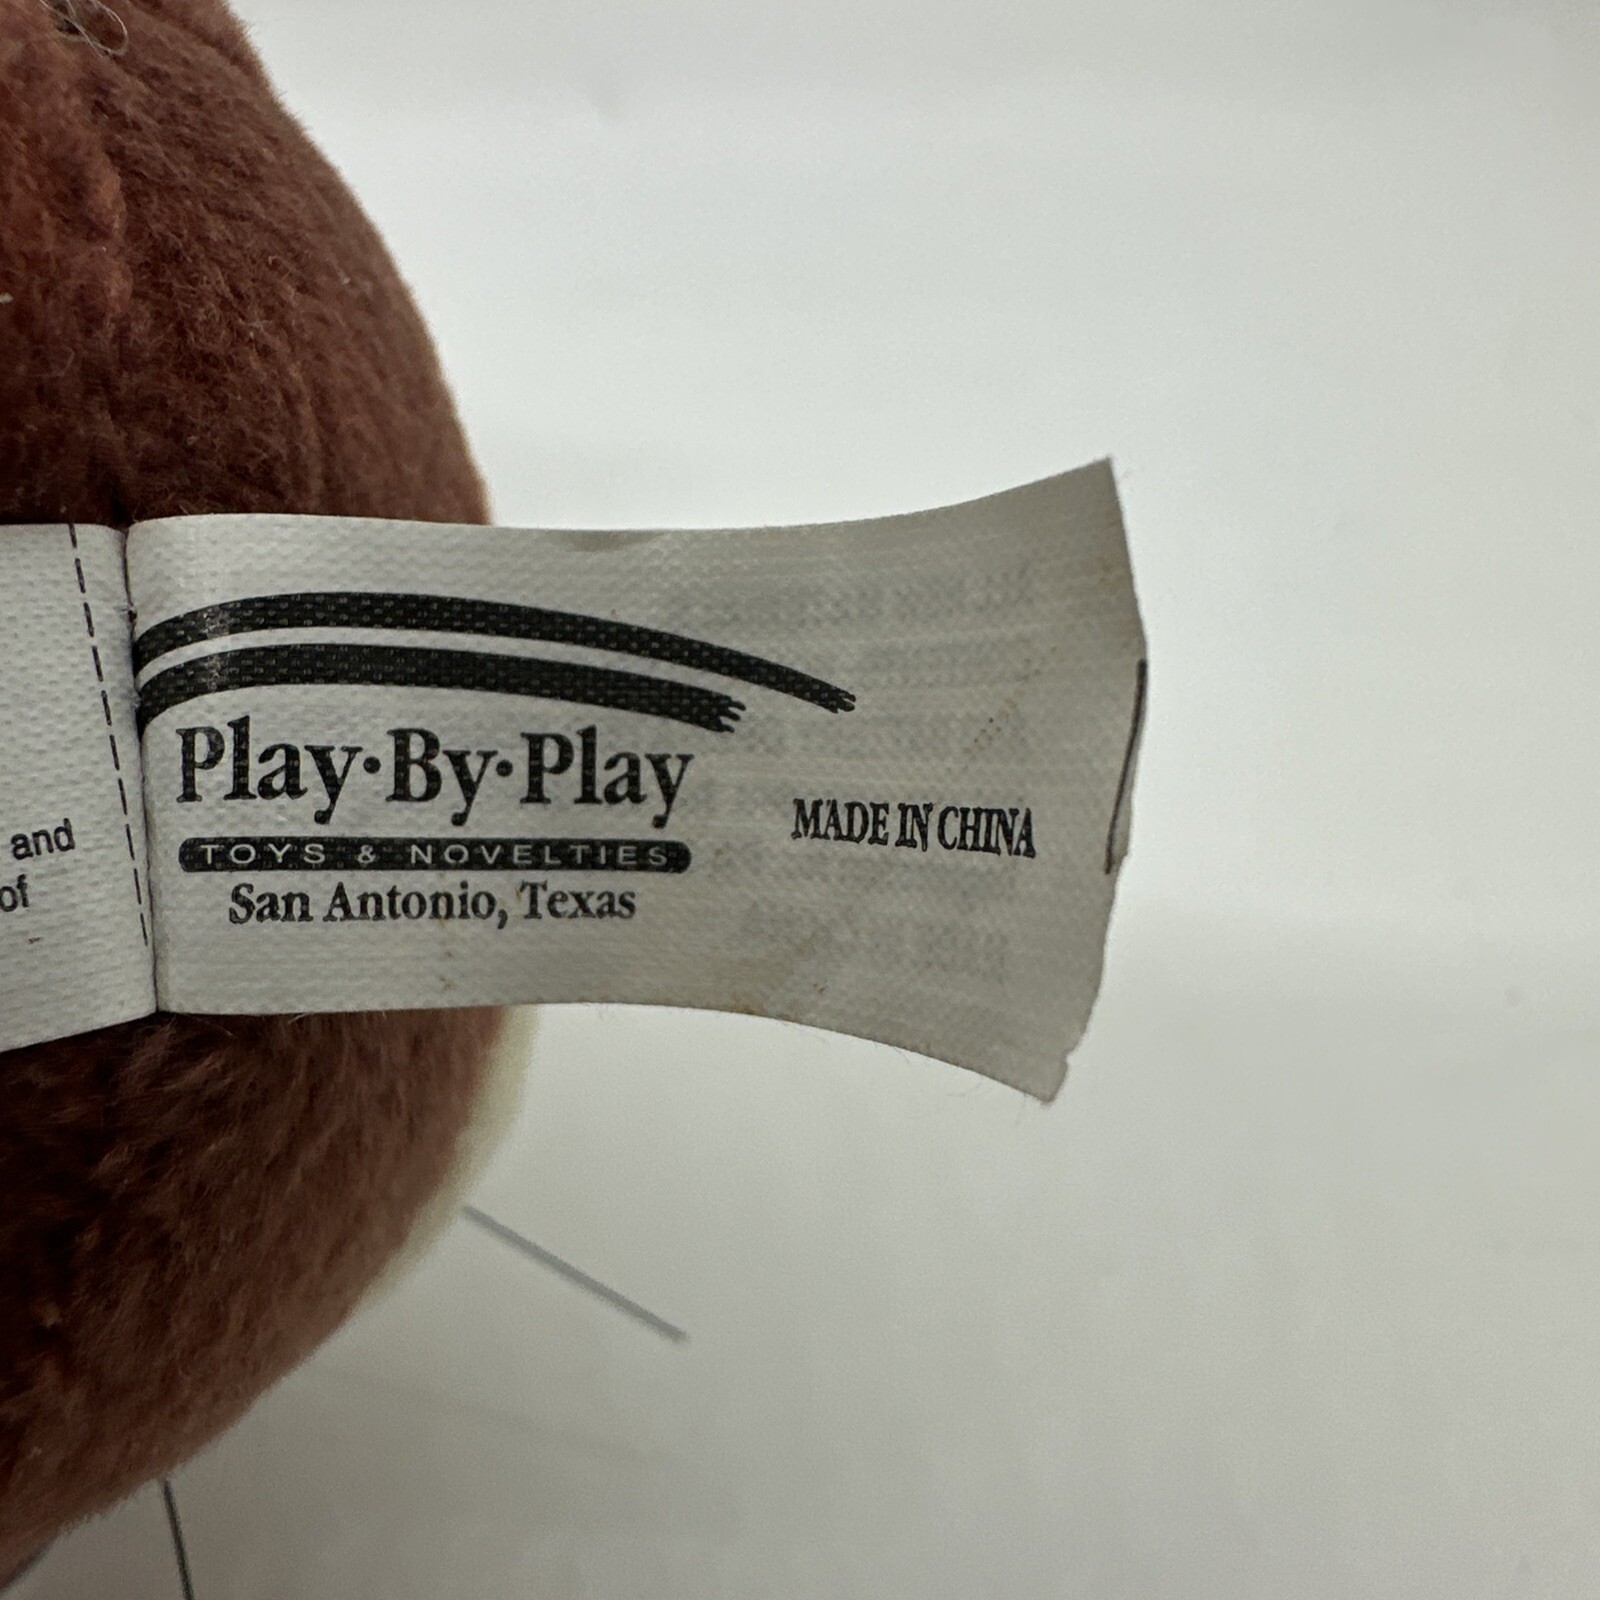 and
of
Play·By·Play
TOYS & NOVELTIES
San Antonio, Texas
MADE IN CHINA